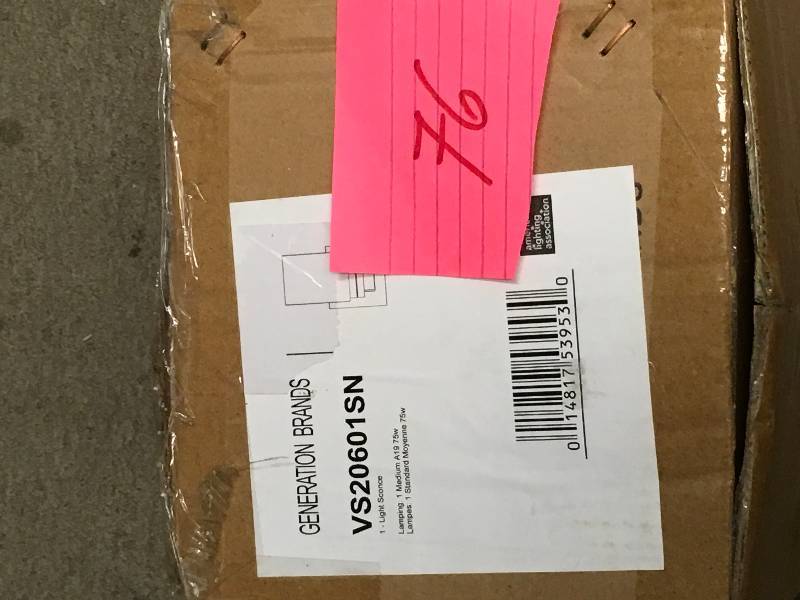 76
lighting
association
GENERATION BRANDS
VS20601SN
1 - Light Sconce
Lamping: 1 Medium A19 75w
Lampes: 1 Standard Moyenne 75w
0 14817 53953 0